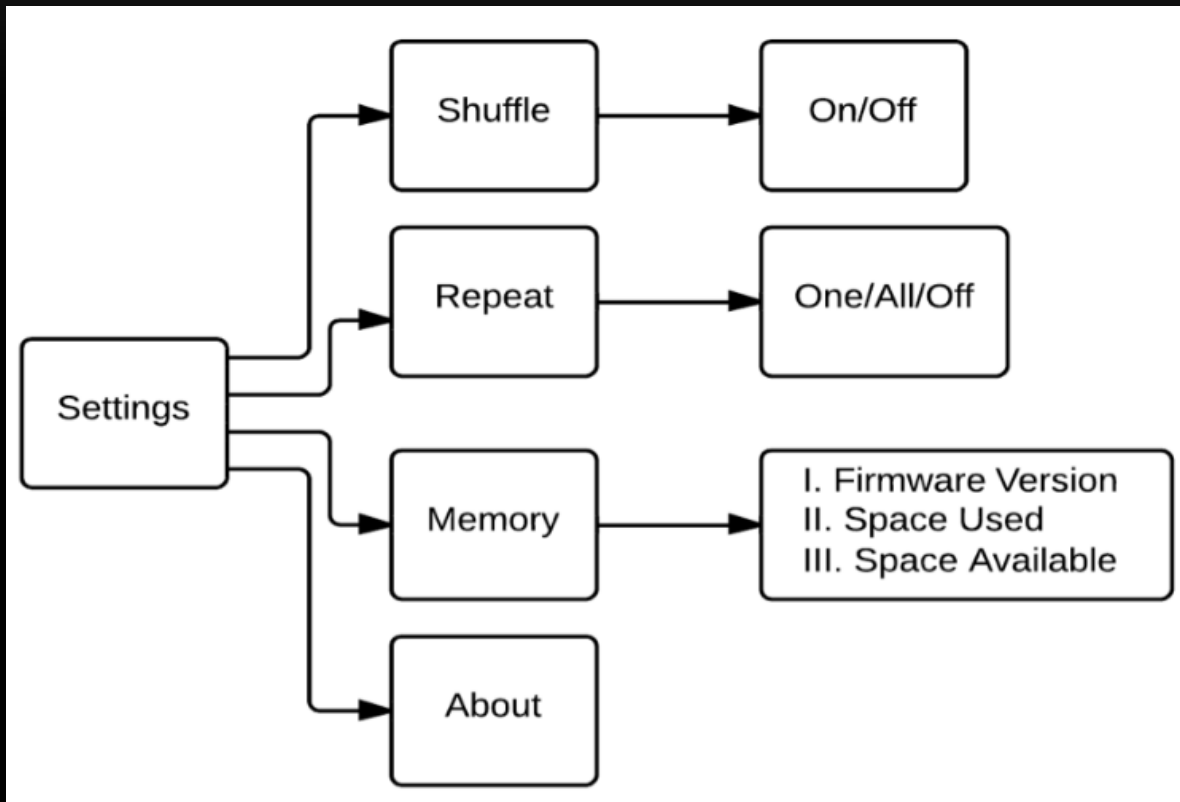 Shuffle
On/Off
Repeat
One/All/Off
Settings
Memory
I. Firmware Version
II. Space Used
III. Space Available
About